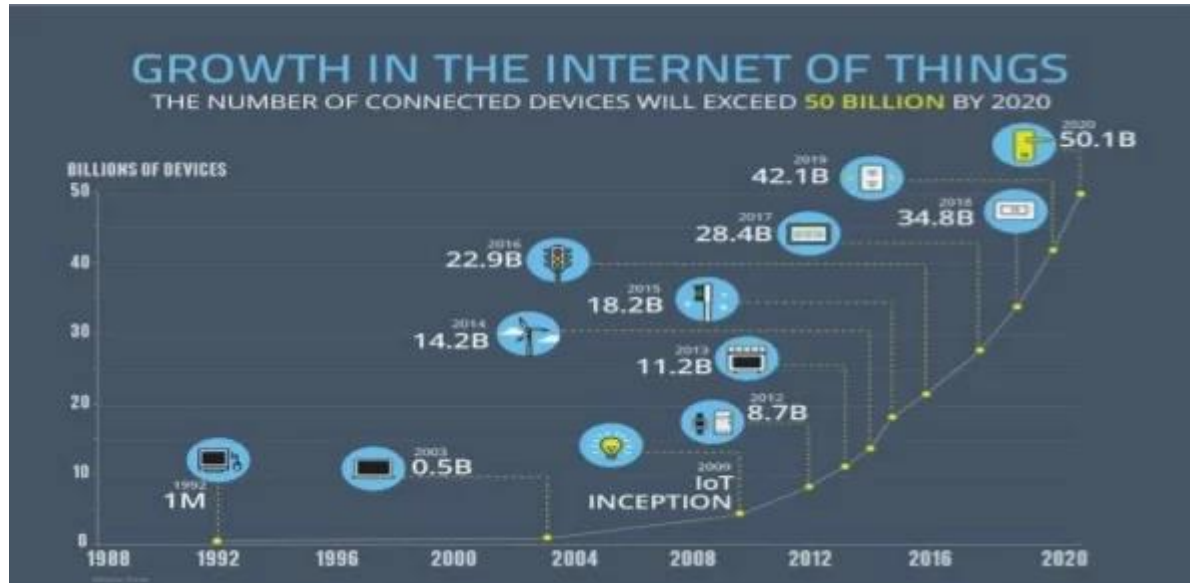 GROWTH IN THE INTERNET OF THINGS
THE NUMBER OF CONNECTED DEVICES WILL EXCEED 50 BILLION BY 2020
BILLIONS OF DEVICES
50
40
30
20
10
0
1992
1M
2003
0.5B
2009
IoT
INCEPTION
2012
8.7B
2013
11.2B
2014
14.2B
2015
18.2B
2016
22.9B
2017
28.4B
2018
34.8B
2019
42.1B
2020
50.1B
1988 1992 1996 2000 2004 2008 2012 2016 2020